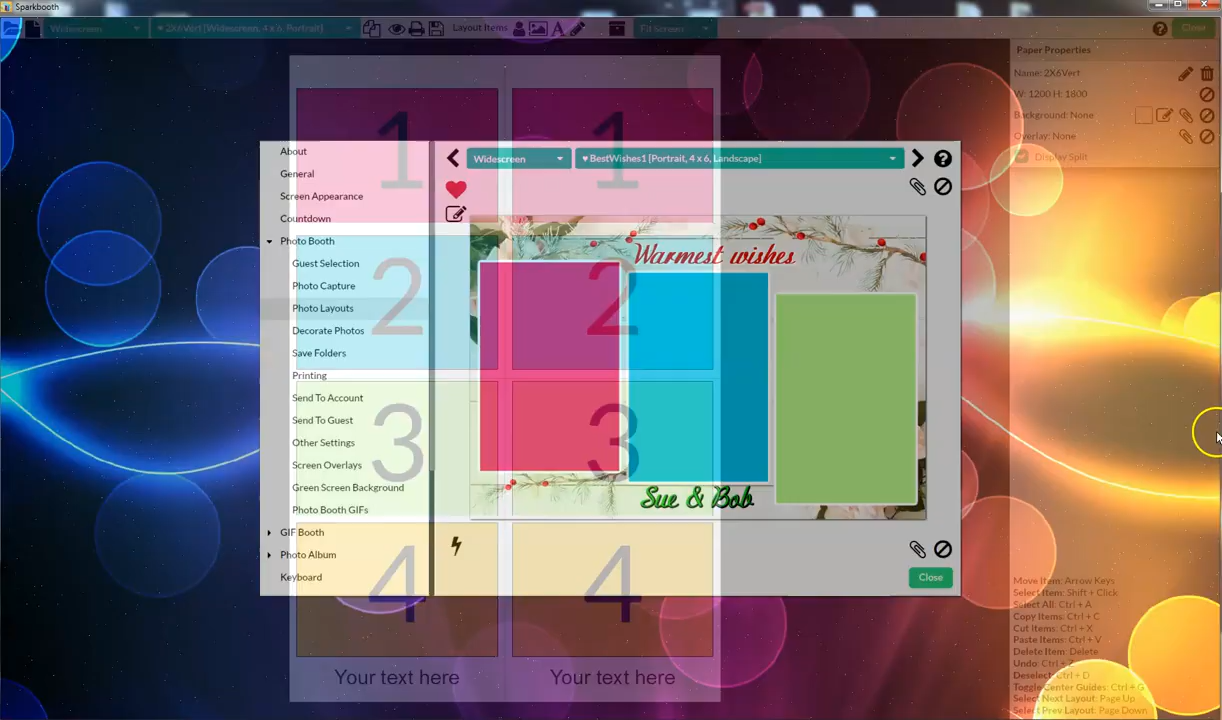 Sparkbooth
Widescreen
♥ 2X6Vert [Widescreen, 4 x 6, Portrait]
Layout Items
Fit Screen
Close
Paper Properties
Name: 2X6Vert
W: 1200 H: 1800
Background: None
Overlay: None
Display Split
1
1
2
2
3
3
4
4
Your text here
Your text here
About
General
Screen Appearance
Countdown
Photo Booth
Guest Selection
Photo Capture
Photo Layouts
Decorate Photos
Save Folders
Printing
Send To Account
Send To Guest
Other Settings
Screen Overlays
Green Screen Background
Photo Booth GIFs
GIF Booth
Photo Album
Keyboard
Widescreen
♥ BestWishes1 [Portrait, 4 x 6, Landscape]
Warmest wishes
Sue & Bob
Close
Move Item: Arrow Keys
Select Item: Shift + Click
Select All: Ctrl + A
Copy Items: Ctrl + C
Cut Items: Ctrl + X
Paste Items: Ctrl + V
Delete Item: Delete
Undo: Ctrl + Z
Deselect: Ctrl + D
Toggle Center Guides: Ctrl + G
Select Next Layout: Page Up
Select Prev Layout: Page Down